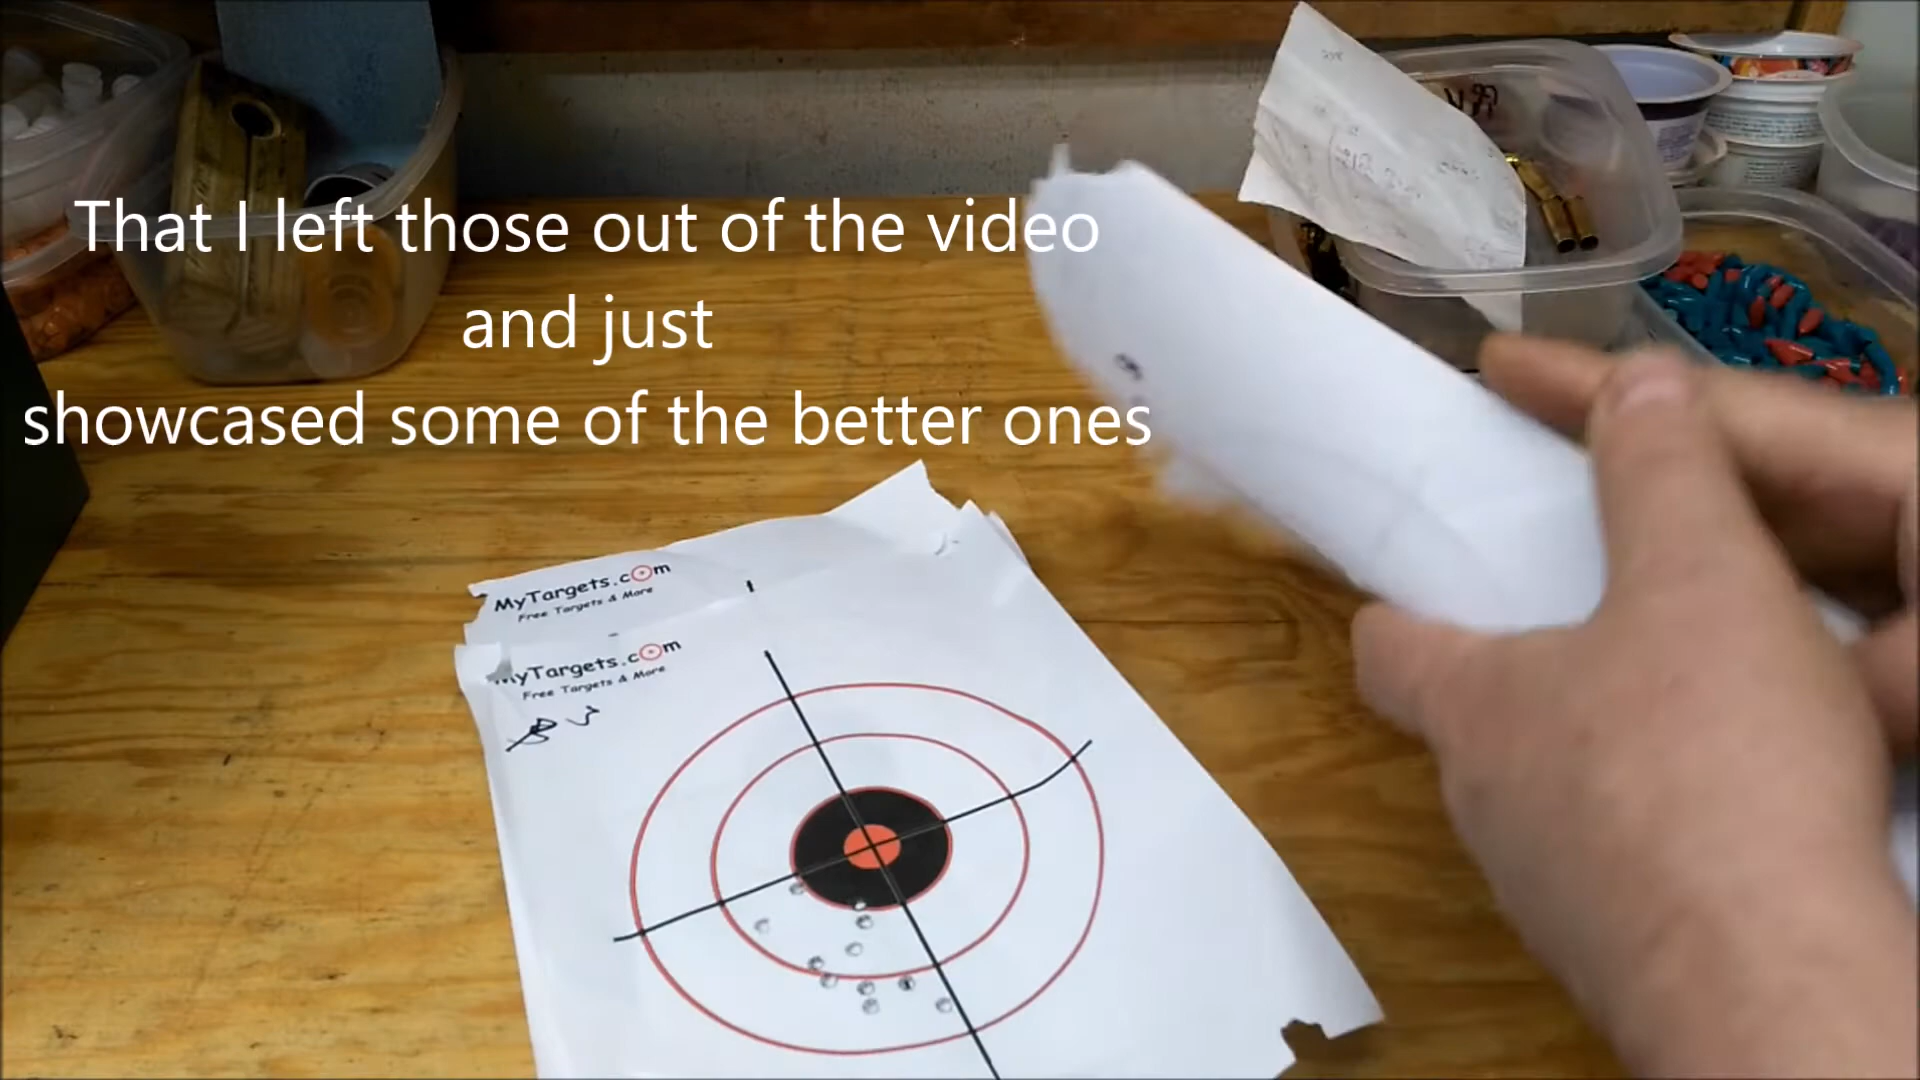 That I left those out of the video
and just
showcased some of the better ones
MyTargets.com
Free Targets & More
MyTargets.com
Free Targets & More